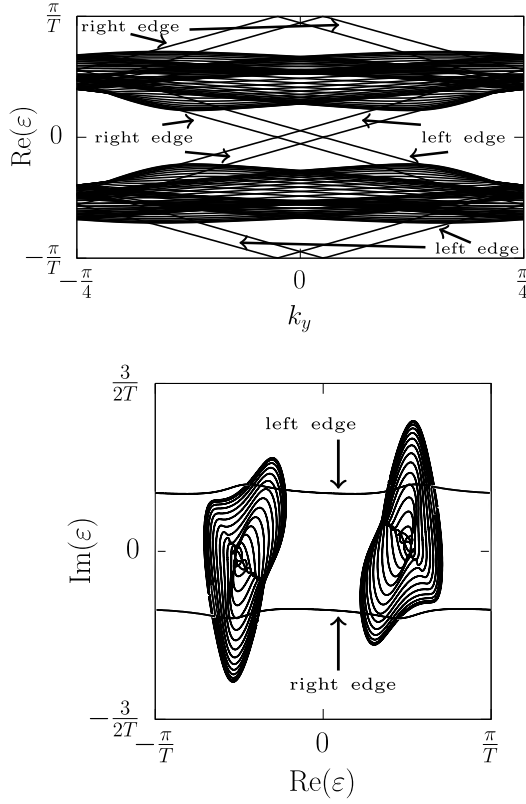 π/T
right edge
Re(ε)
0
right edge
left edge
left edge
−π/T
−π/4
0
π/4
k_y
3/2T
left edge
Im(ε)
0
right edge
−3/2T
−π/T
0
π/T
Re(ε)